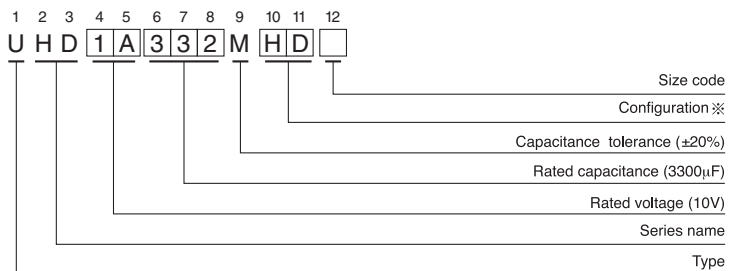 1 2 3 4 5 6 7 8 9 10 11 12
U H D 1 A 3 3 2 M H D
Size code
Configuration ※
Capacitance tolerance (±20%)
Rated capacitance (3300µF)
Rated voltage (10V)
Series name
Type